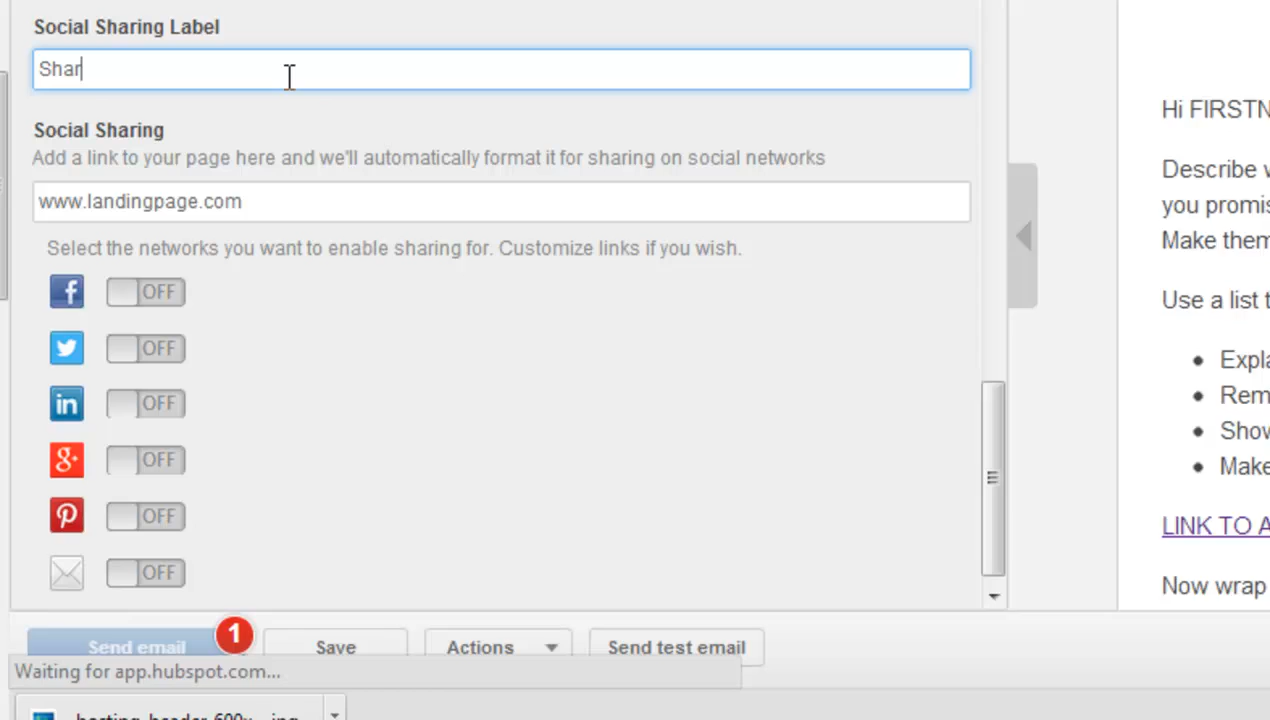 Social Sharing Label
Shar
Social Sharing
Add a link to your page here and we'll automatically format it for sharing on social networks
www.landingpage.com
Select the networks you want to enable sharing for. Customize links if you wish.
f OFF
OFF
in OFF
g+ OFF
OFF
OFF
Hi FIRSTN
Describe
you promis
Make them
Use a list
Expla
Rem
Show
Make
LINK TO A
Now wrap
Send email 1 Save Actions Send test email
Waiting for app.hubspot.com...